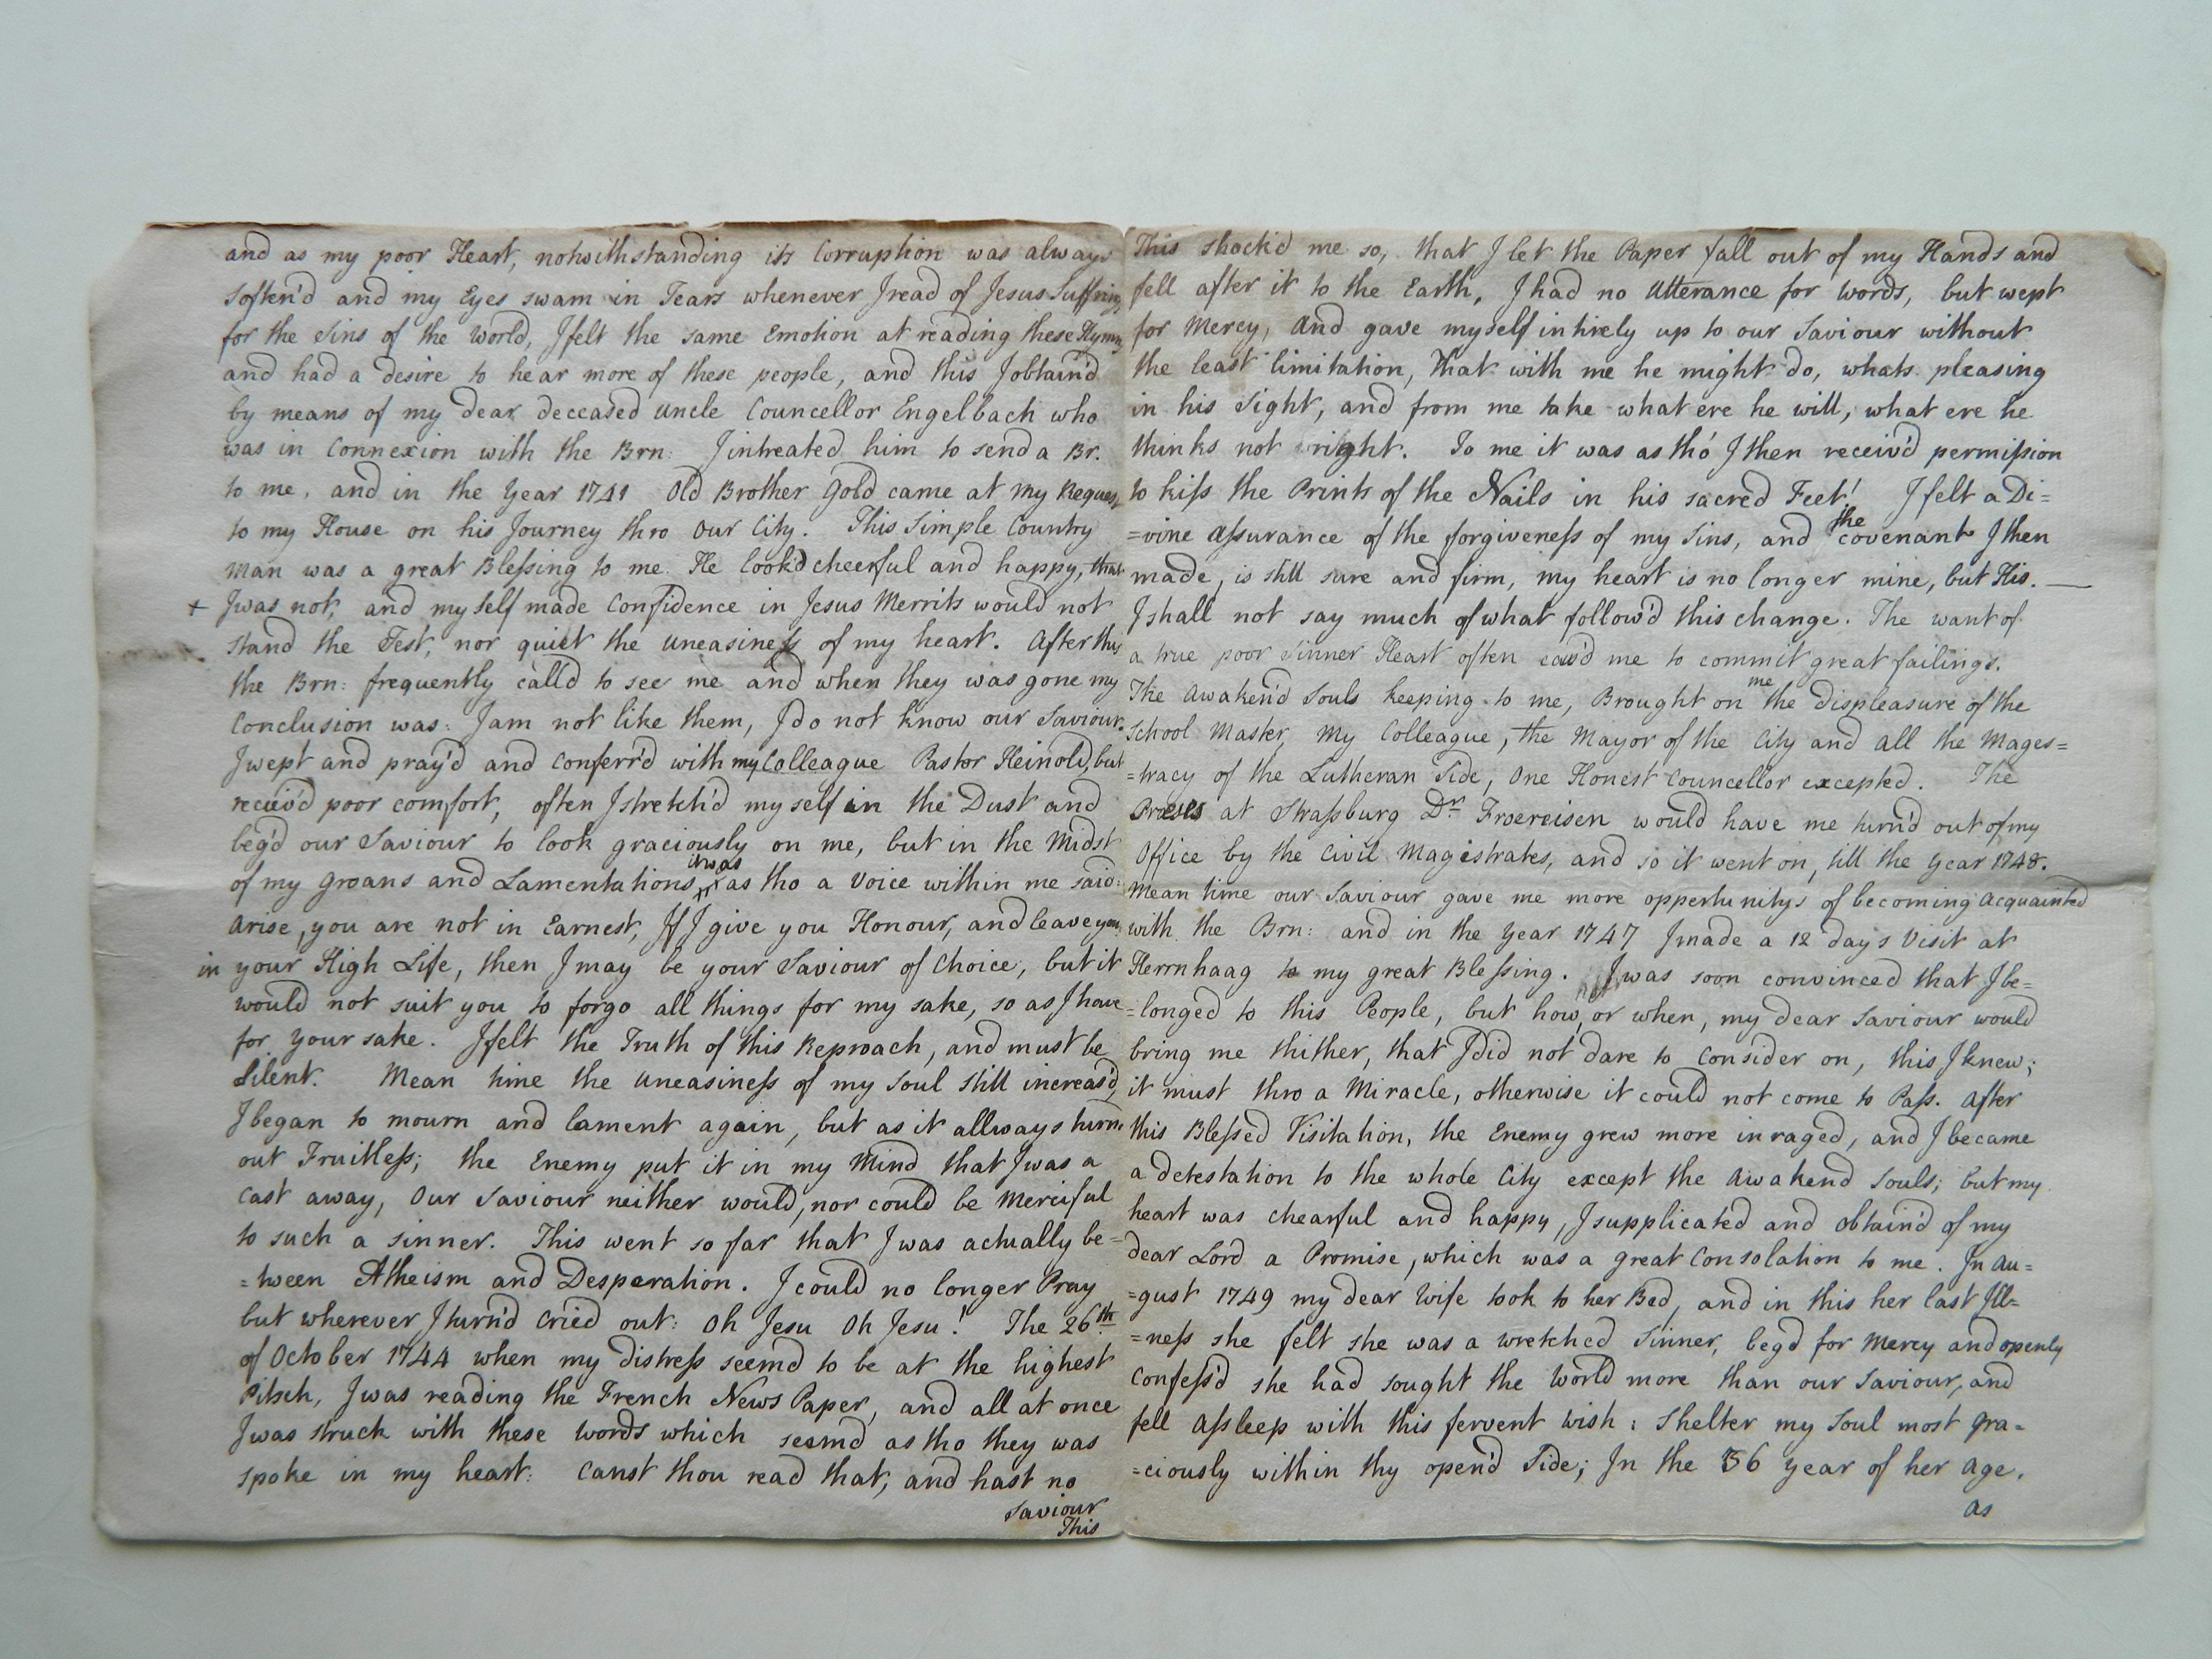 and as my poor Heart, notwithstanding its Corruption was always
soften'd and my Eyes swam in Tears whenever I read of Jesus Suffrings
for the Sins of the World, I felt the same Emotion at reading these Hymns
and had a desire to hear more of these people, and this I obtain'd
by means of my dear deceased Uncle Councellor Engelbach who
was in Connexion with the Brn: I intreated him to send a Br.
to me, and in the Year 1741 Old Brother Gold came at my Request
to my House on his Journey thro our City. This Simple Country
Man was a great Blessing to me. He look'd cheerful and happy, that
+ I was not, and my self made Confidence in Jesus Merrits would not
stand the Test, nor quiet the uneasiness of my heart. After this
the Brn: frequently call'd to see me and when they was gone my
Conclusion was: I am not like them, I do not know our Saviour.
I wept and pray'd and Conferr'd with my Colleague Pastor Heinold, but
receiv'd poor comfort, often I stretch'd my self in the Dust and
beg'd our Saviour to look graciously on me, but in the Midst
of my groans and Lamentations it was as tho a Voice within me said:
Arise, you are not in Earnest, If I give you Honour, and leave you
in your High Life, then I may be your Saviour of Choice, but it
would not suit you to forgo all things for my sake, so as I have
for your sake. I felt the Truth of this Reproach, and must be
Silent. Mean time the uneasiness of my Soul still increas'd,
I began to mourn and lament again, but as it allways turn'd
out Fruitless; the Enemy put it in my Mind that I was a
Cast away, Our Saviour neither would, nor could be Merciful
to such a sinner. This went so far that I was actually be=
=tween Atheism and Desperation. I could no longer Pray
but wherever I turn'd Cried out: Oh Jesu Oh Jesu! The 26th
of October 1744 when my distress seemd to be at the highest
Pitsch, I was reading the French News Paper, and all at once
I was struck with these words which seemd as tho they was
spoke in my heart: Canst thou read that, and hast no
Saviour
This
This shock'd me so, that I let the Paper fall out of my Hands and
fell after it to the Earth, I had no Utterance for words, but wept
for Mercy, And gave myself intirely up to our Saviour without
the least limitation, that with me he might do, whats pleasing
in his Sight, and from me take what ere he will, what ere he
thinks not right. To me it was as tho' I then receiv'd permission
to kiss the Prints of the Nails in his sacred Feet! I felt a Di=
=vine assurance of the forgiveness of my Sins, and the covenant I then
made, is still sure and firm, my heart is no longer mine, but His. —
I shall not say much of what follow'd this change. The want of
a true poor Sinner Heart often caus'd me to commit great failings.
The Awaken'd Souls keeping to me, Brought on me the displeasure of the
School Master, My Colleague, the Mayor of the City and all the Mages=
=tracy of the Lutheran Side, One Honest Councellor excepted. The
Præses at Strassburg Dr. Froereisen would have me turn'd out of my
Office by the Civil Magistrates, and so it went on, till the Year 1748.
Mean time our Saviour gave me more oppertunitys of becoming Acquainted
with the Brn: and in the Year 1747 I made a 12 days Visit at
Herrnhaag to my great Blessing. I was soon convinced that I be=
=longed to this People, but how, or when, my dear Saviour would
bring me thither, that I did not dare to Consider on, this I knew;
it must thro a Miracle, otherwise it could not come to Pass. After
this Blessed Visitation, the Enemy grew more inraged, and I became
a detestation to the whole City except the Awakend Souls; but my
heart was chearful and happy, I supplicated and obtain'd of my
dear Lord a Promise, which was a great Consolation to me. In Au=
=gust 1749 my dear Wife took to her Bed, and in this her last Ill=
=ness she felt she was a wretched Sinner, beg'd for Mercy and openly
Confess'd she had sought the World more than our Saviour, and
fell assleep with this fervent Wish: Shelter my Soul most gra=
=ciously within thy open'd Side; In the 36 year of her Age.
as